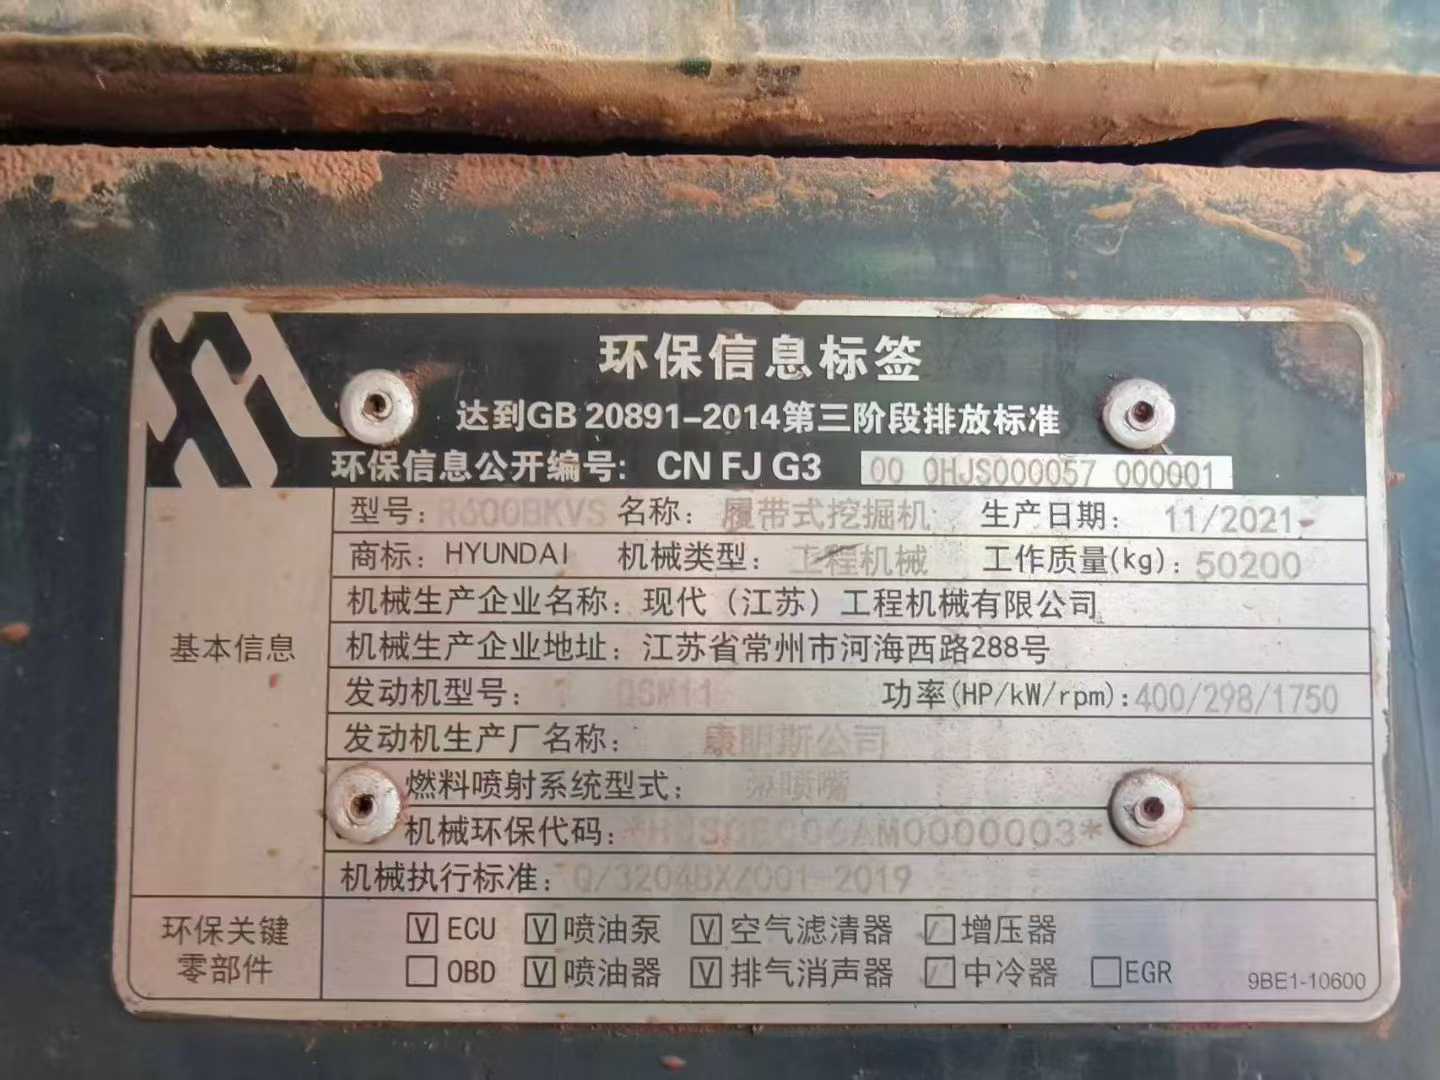 环保信息标签
达到GB 20891-2014第三阶段排放标准
环保信息公开编号: CN FJ G3 00 0HJS000057 000001
型号: R600BKVS 名称: 履带式挖掘机 生产日期: 11/2021
商标: HYUNDAI 机械类型: 工程机械 工作质量(kg): 50200
机械生产企业名称: 现代（江苏）工程机械有限公司
基本信息
机械生产企业地址: 江苏省常州市河海西路288号
发动机型号: QSM11 功率(HP/kW/rpm): 400/298/1750
发动机生产厂名称: 康明斯公司
燃料喷射系统型式: 泵喷嘴
机械环保代码: AM0000003*
机械执行标准: Q/3204BXZ001-2019
环保关键零部件
V ECU V 喷油泵 V 空气滤清器 增压器
OBD V 喷油器 V 排气消声器 中冷器 EGR
9BE1-10600